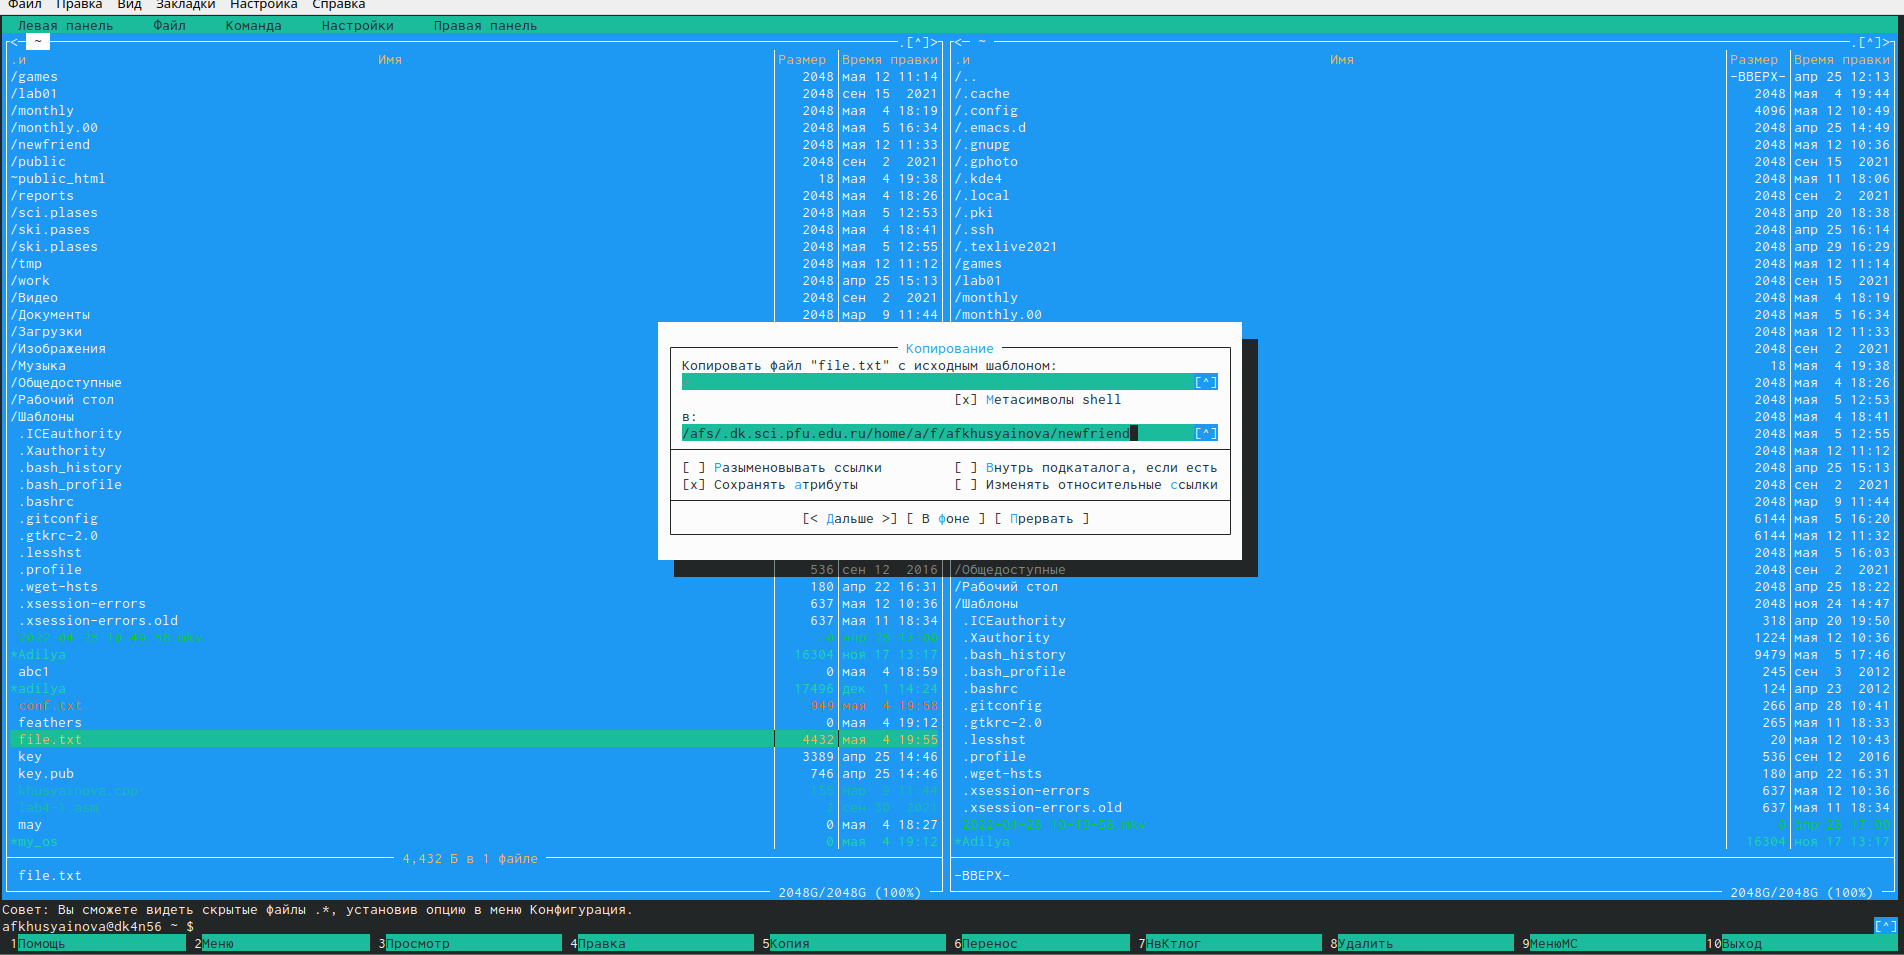 Файл Правка Вид Закладки Настройка Справка
Левая панель Файл Команда Настройки Правая панель
<─ ~ .[^]>
.и Имя Размер Время правки
/games 2048 мая 12 11:14
/lab01 2048 сен 15 2021
/monthly 2048 мая 4 18:19
/monthly.00 2048 мая 5 16:34
/newfriend 2048 мая 12 11:33
/public 2048 сен 2 2021
~public_html 18 мая 4 19:38
/reports 2048 мая 4 18:26
/sci.plases 2048 мая 5 12:53
/ski.pases 2048 мая 4 18:41
/ski.plases 2048 мая 5 12:55
/tmp 2048 мая 12 11:12
/work 2048 апр 25 15:13
/Видео 2048 сен 2 2021
/Документы 2048 мар 9 11:44
/Загрузки
/Изображения
/Музыка
/Общедоступные
/Рабочий стол
/Шаблоны
.ICEauthority
.Xauthority
.bash_history
.bash_profile
.bashrc
.gitconfig
.gtkrc-2.0
.lesshst
.profile 536 сен 12 2016
.wget-hsts 180 апр 22 16:31
.xsession-errors 637 мая 12 10:36
.xsession-errors.old 637 мая 11 18:34
*Adilya 16304 ноя 17 13:17
abc1 0 мая 4 18:59
*adilya 17496 дек 1 14:24
conf.txt 949 мая 4 19:58
feathers 0 мая 4 19:12
file.txt 4432 мая 4 19:55
key 3389 апр 25 14:46
key.pub 746 апр 25 14:46
khusyainova.cpp 155 мар 9 11:44
lab4-1.asm 2 сен 30 2021
may 0 мая 4 18:27
*my_os 0 мая 4 19:12
4,432 Б в 1 файле
file.txt
2048G/2048G (100%)
<─ ~ .[^]>
.и Имя Размер Время правки
/.. -ВВЕРХ- апр 25 12:13
/.cache 2048 мая 4 19:44
/.config 4096 мая 12 10:49
/.emacs.d 2048 апр 25 14:49
/.gnupg 2048 мая 12 10:36
/.gphoto 2048 сен 15 2021
/.kde4 2048 мая 11 18:06
/.local 2048 сен 2 2021
/.pki 2048 апр 20 18:38
/.ssh 2048 апр 25 16:14
/.texlive2021 2048 апр 29 16:29
/games 2048 мая 12 11:14
/lab01 2048 сен 15 2021
/monthly 2048 мая 4 18:19
/monthly.00 2048 мая 5 16:34
2048 мая 12 11:33
2048 сен 2 2021
18 мая 4 19:38
2048 мая 4 18:26
2048 мая 5 12:53
2048 мая 4 18:41
2048 мая 5 12:55
2048 мая 12 11:12
2048 апр 25 15:13
2048 сен 2 2021
2048 мар 9 11:44
6144 мая 5 16:20
6144 мая 12 11:32
2048 мая 5 16:03
/Общедоступные 2048 сен 2 2021
/Рабочий стол 2048 апр 25 18:22
/Шаблоны 2048 ноя 24 14:47
.ICEauthority 318 апр 20 19:50
.Xauthority 1224 мая 12 10:36
.bash_history 9479 мая 5 17:46
.bash_profile 245 сен 3 2012
.bashrc 124 апр 23 2012
.gitconfig 266 апр 28 10:41
.gtkrc-2.0 265 мая 11 18:33
.lesshst 20 мая 12 10:43
.profile 536 сен 12 2016
.wget-hsts 180 апр 22 16:31
.xsession-errors 637 мая 12 10:36
.xsession-errors.old 637 мая 11 18:34
*Adilya 16304 ноя 17 13:17
-ВВЕРХ-
2048G/2048G (100%)
Копирование
Копировать файл "file.txt" с исходным шаблоном:
[^]
[x] Метасимволы shell
в:
/afs/.dk.sci.pfu.edu.ru/home/a/f/afkhusyainova/newfriend [^]
[ ] Разыменовывать ссылки [ ] Внутрь подкаталога, если есть
[x] Сохранять атрибуты [ ] Изменять относительные ссылки
[< Дальше >] [ В фоне ] [ Прервать ]
Совет: Вы сможете видеть скрытые файлы .*, установив опцию в меню Конфигурация.
afkhusyainova@dk4n56 ~ $ [^]
1Помощь 2Меню 3Просмотр 4Правка 5Копия 6Перенос 7НвКтлог 8Удалить 9МенюМС 10Выход